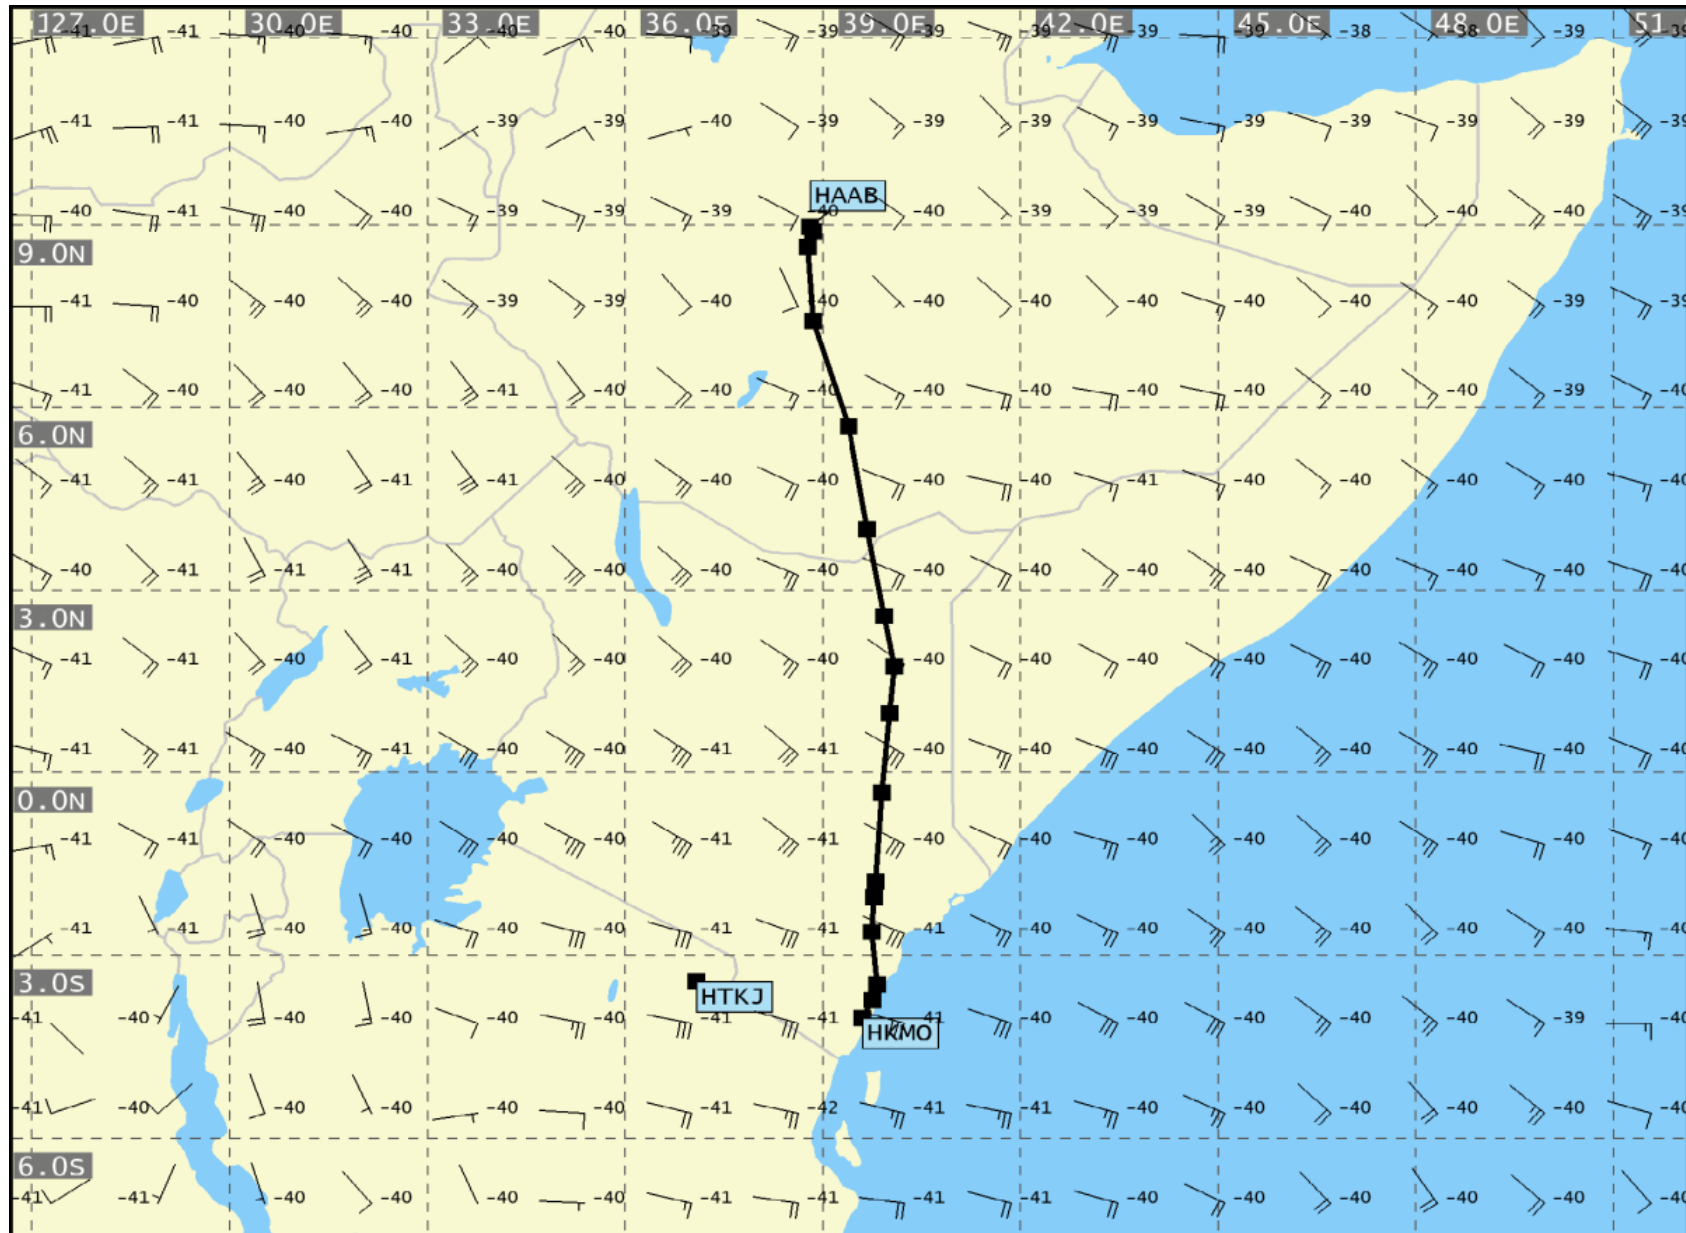 127.0E 30.0E 33.0E 36.0E 39.0E 42.0E 45.0E 48.0E 51.
-41 -41 -40 -40 -40 -40 -39 -39 -39 -39 -39 -39 -38 -38 -39 -39
-41 -41 -40 -40 -39 -39 -40 -39 -39 -39 -39 -39 -39 -39 -39 -39
HAAB
-40 -41 -40 -40 -39 -39 -39 -40 -40 -39 -40 -39 -39 -40 -40 -39
9.0N
-41 -40 -40 -40 -39 -39 -40 -40 -40 -39 -40 -40 -40 -40 -39 -39
-41 -40 -40 -40 -41 -40 -40 -40 -40 -40 -40 -40 -40 -40 -39 -40
6.0N
-41 -41 -40 -41 -41 -40 -40 -40 -40 -40 -41 -40 -40 -40 -40 -40
-40 -41 -41 -41 -40 -40 -40 -40 -40 -40 -40 -40 -40 -40 -40 -40
3.0N
-41 -41 -40 -41 -40 -40 -40 -40 -40 -40 -40 -40 -40 -40 -40 -40
-41 -41 -40 -41 -40 -40 -41 -41 -40 -40 -40 -40 -40 -40 -40 -40
0.0N
-41 -41 -40 -40 -40 -40 -41 -41 -40 -40 -40 -40 -40 -40 -40 -40
-41 -41 -40 -40 -40 -40 -41 -41 -41 -40 -40 -40 -40 -40 -40 -40
3.0S
HTKJ
-41 -40 -40 -40 -40 -40 -41 -41 -41 -40 -40 -40 -40 -40 -39 -40
HKMO
-41 -40 -40 -40 -40 -40 -41 -42 -41 -41 -40 -40 -40 -40 -40 -40
6.0S
-41 -41 -40 -40 -40 -40 -41 -41 -41 -41 -40 -40 -40 -40 -40 -40